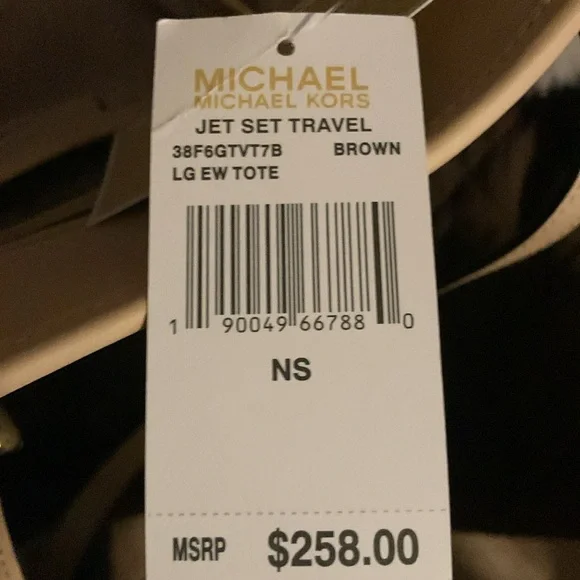 MICHAEL
MICHAEL KORS
JET SET TRAVEL
38F6GTVT7B BROWN
LG EW TOTE
1 90049 66788 0
NS
MSRP $258.00